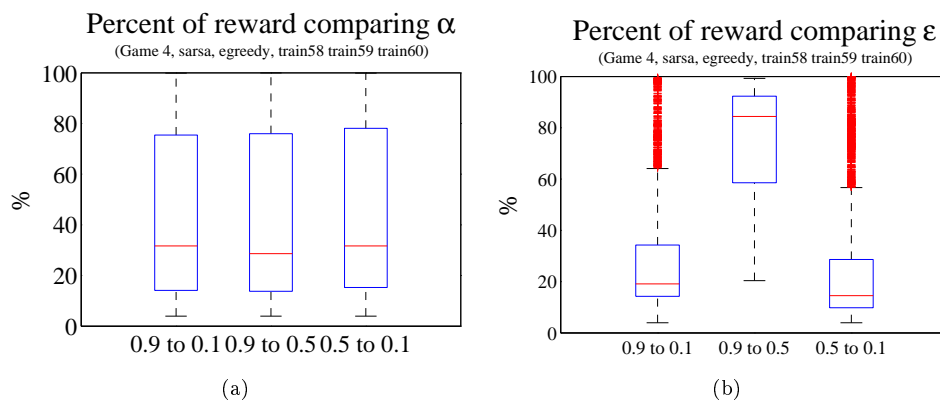 Percent of reward comparing α
(Game 4, sarsa, egreedy, train58 train59 train60)
100
80
60
40
20
0
%
0.9 to 0.1 0.9 to 0.5 0.5 to 0.1
(a)
Percent of reward comparing ε
(Game 4, sarsa, egreedy, train58 train59 train60)
100
80
60
40
20
0
%
0.9 to 0.1 0.9 to 0.5 0.5 to 0.1
(b)